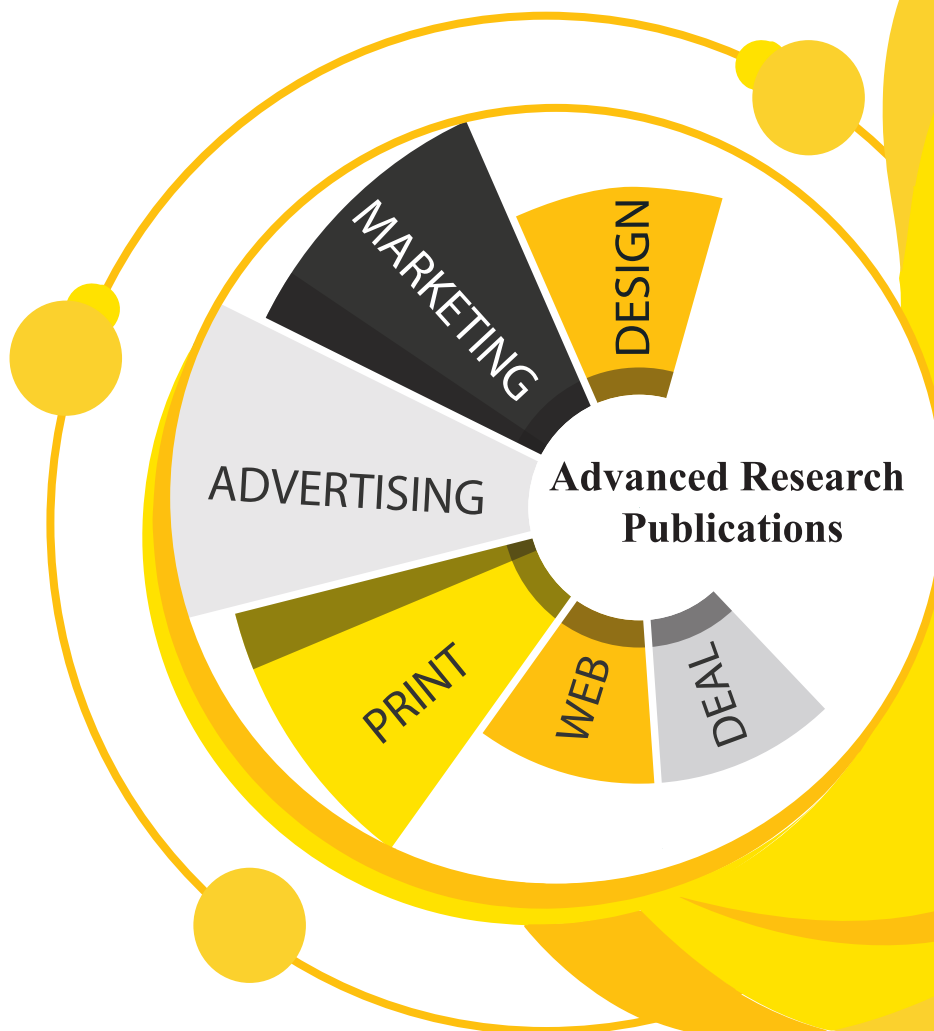 DESIGN
MARKETING
ADVERTISING
Advanced Research
Publications
PRINT
WEB
DEAL